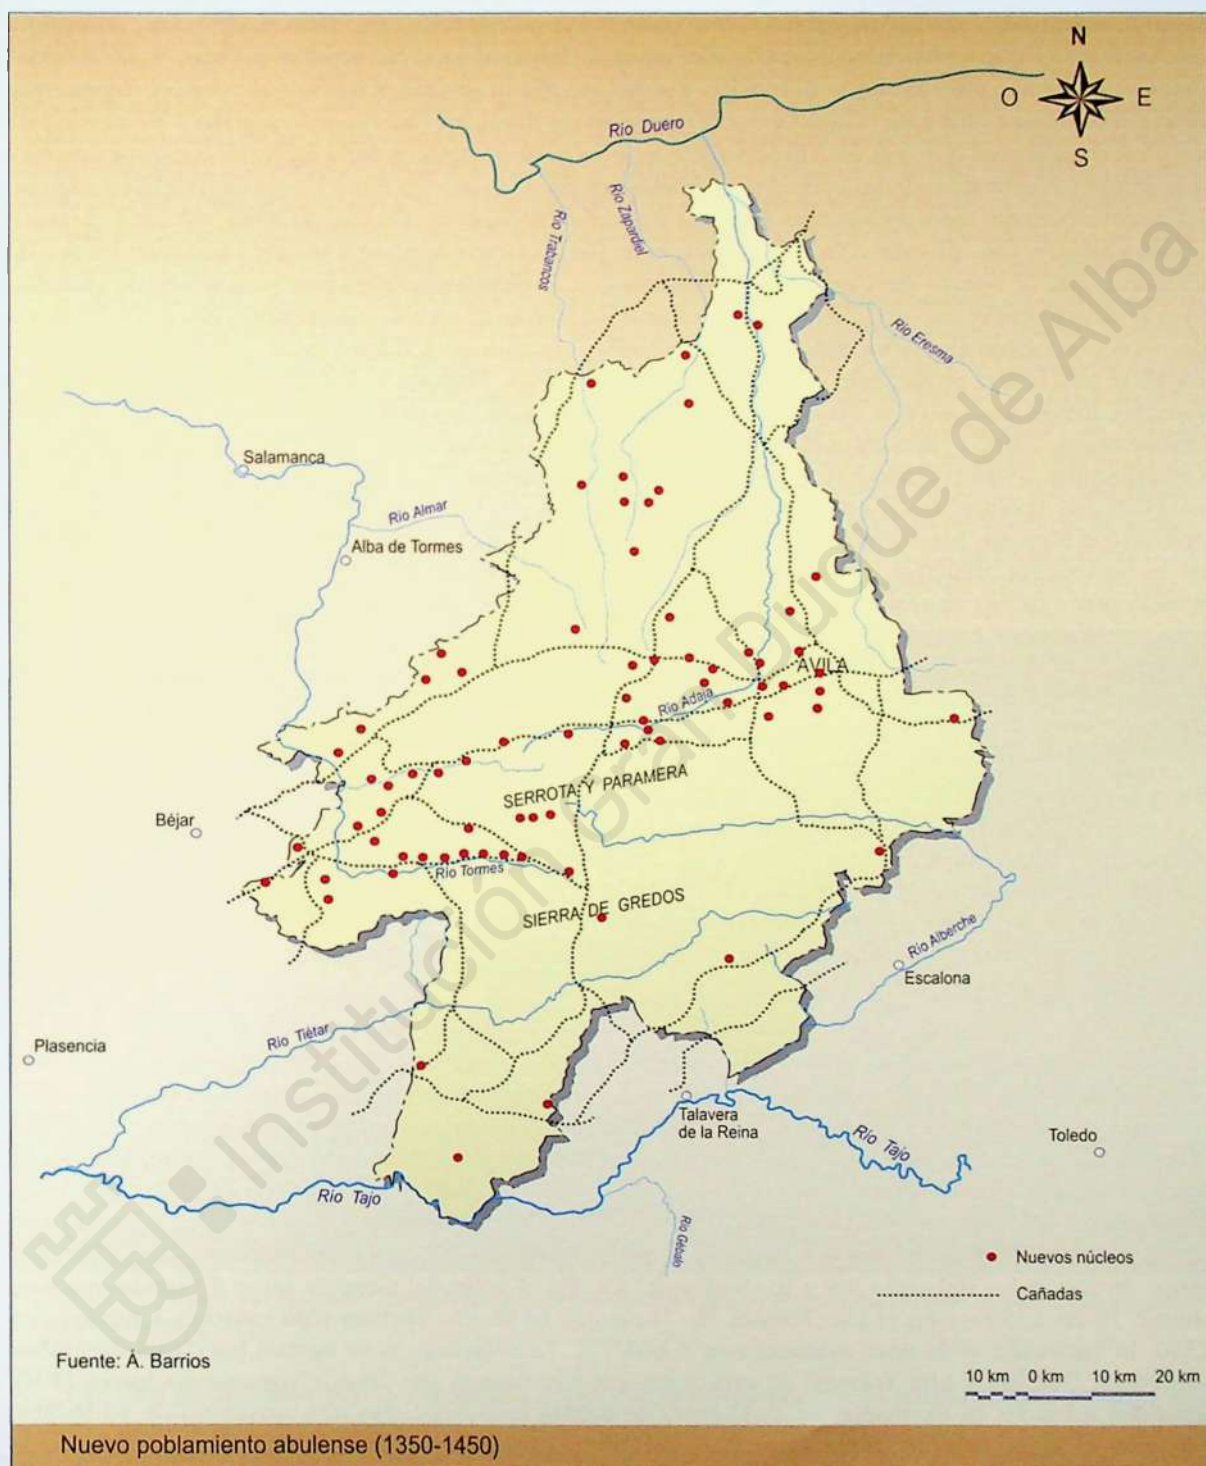 N
O E
S
Río Duero
Río Trabancos
Río Zapardiel
Río Eresma
Salamanca
Río Almar
Alba de Tormes
ÁVILA
Río Adaja
SERROTA Y PARAMERA
Béjar
Río Tormes
SIERRA DE GREDOS
Río Alberche
Escalona
Río Tiétar
Plasencia
Talavera
de la Reina
Río Tajo
Toledo
Río Tajo
Río Gébalo
Nuevos núcleos
Cañadas
Fuente: Á. Barrios
10 km 0 km 10 km 20 km
Nuevo poblamiento abulense (1350-1450)
Institución Gran Duque de Alba